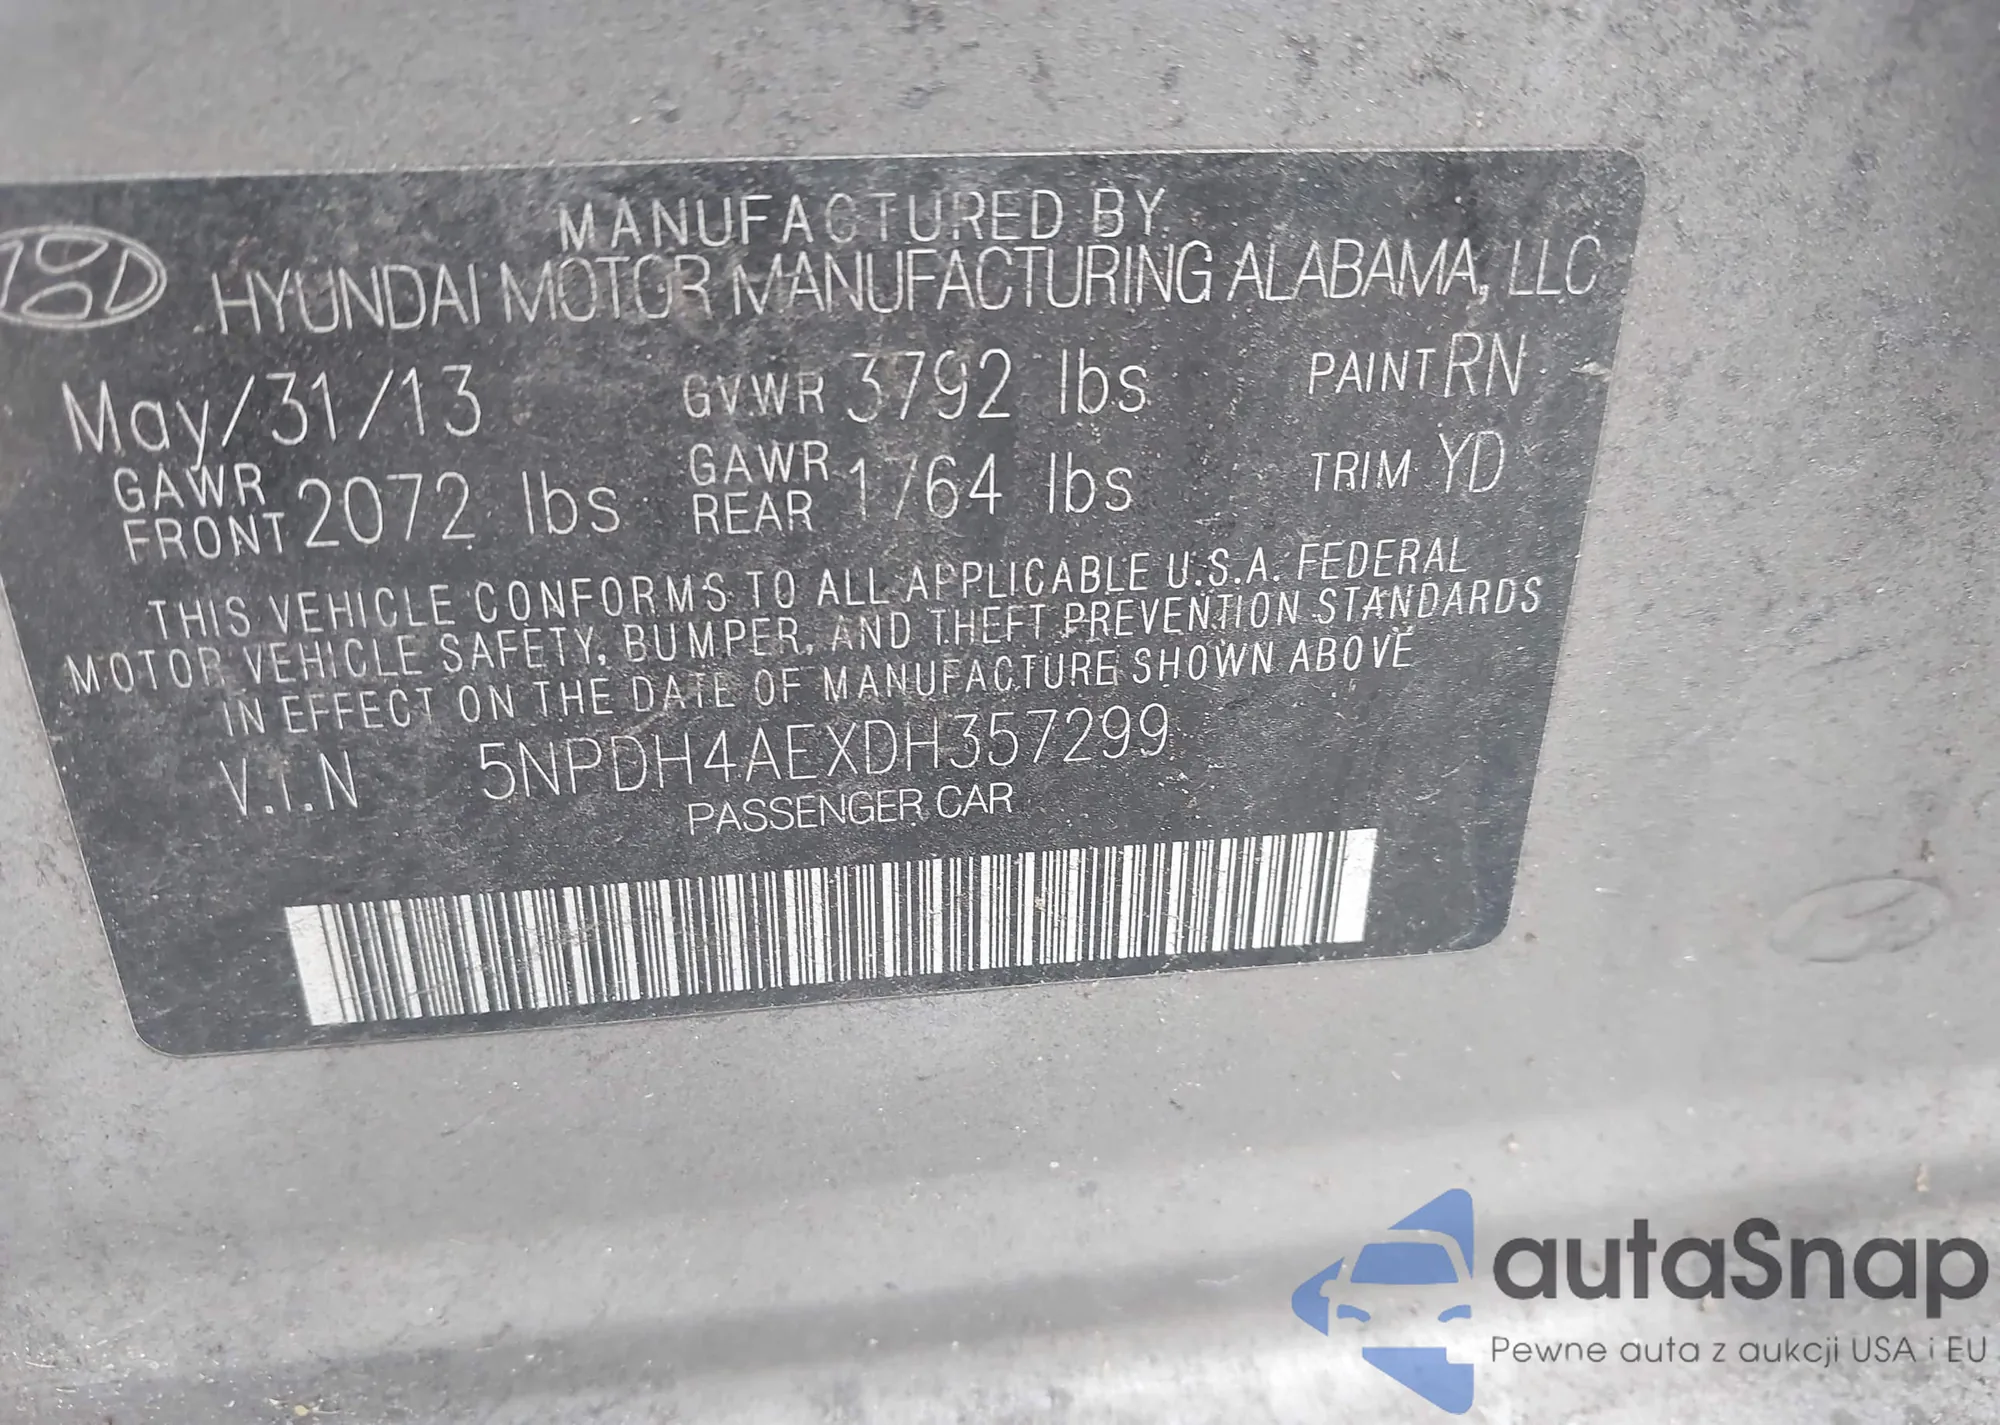 MANUFACTURED BY
HYUNDAI MOTOR MANUFACTURING ALABAMA, LLC
May/31/13 GVWR 3792 lbs PAINT RN
GAWR FRONT 2072 lbs GAWR REAR 1764 lbs TRIM YD
THIS VEHICLE CONFORMS TO ALL APPLICABLE U.S.A. FEDERAL
MOTOR VEHICLE SAFETY, BUMPER, AND THEFT PREVENTION STANDARDS
IN EFFECT ON THE DATE OF MANUFACTURE SHOWN ABOVE
V.I.N 5NPDH4AEXDH357299
PASSENGER CAR
autaSnap
Pewne auta z aukcji USA i EU